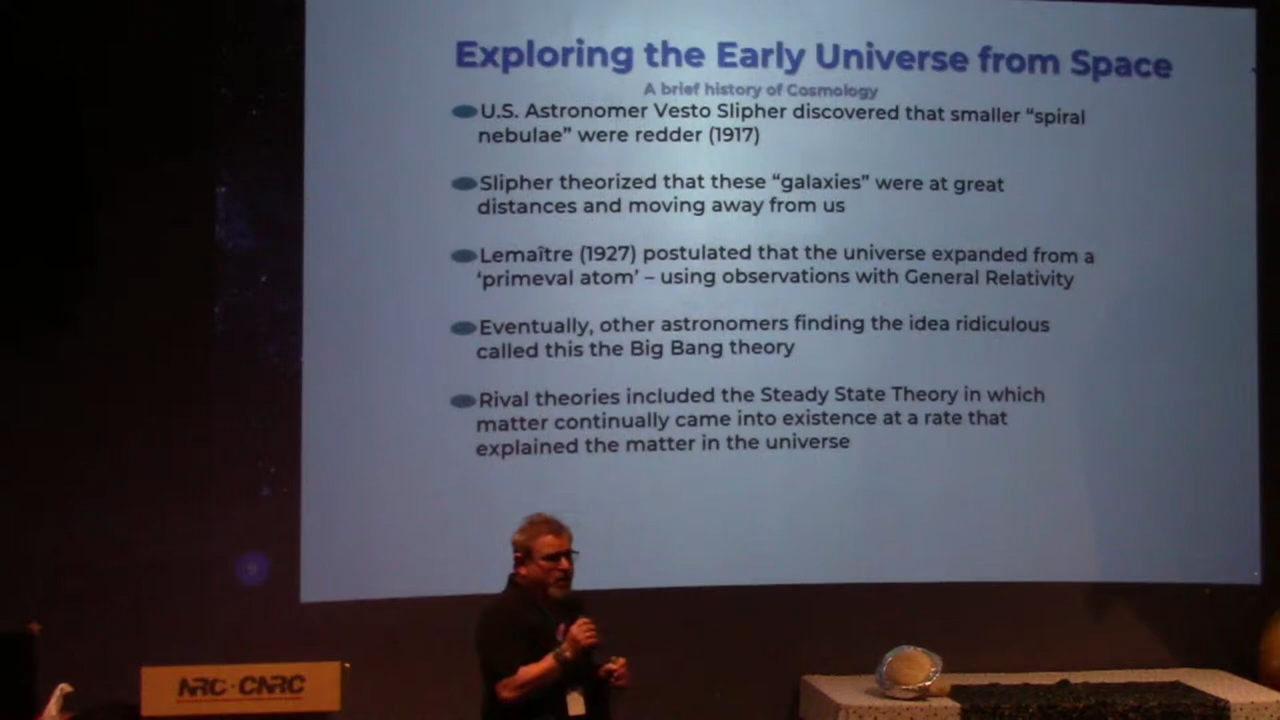 Exploring the Early Universe from Space
A brief history of Cosmology
U.S. Astronomer Vesto Slipher discovered that smaller “spiral
nebulae” were redder (1917)
Slipher theorized that these “galaxies” were at great
distances and moving away from us
Lemaître (1927) postulated that the universe expanded from a
‘primeval atom’ – using observations with General Relativity
Eventually, other astronomers finding the idea ridiculous
called this the Big Bang theory
Rival theories included the Steady State Theory in which
matter continually came into existence at a rate that
explained the matter in the universe
9
NRC·CNRC